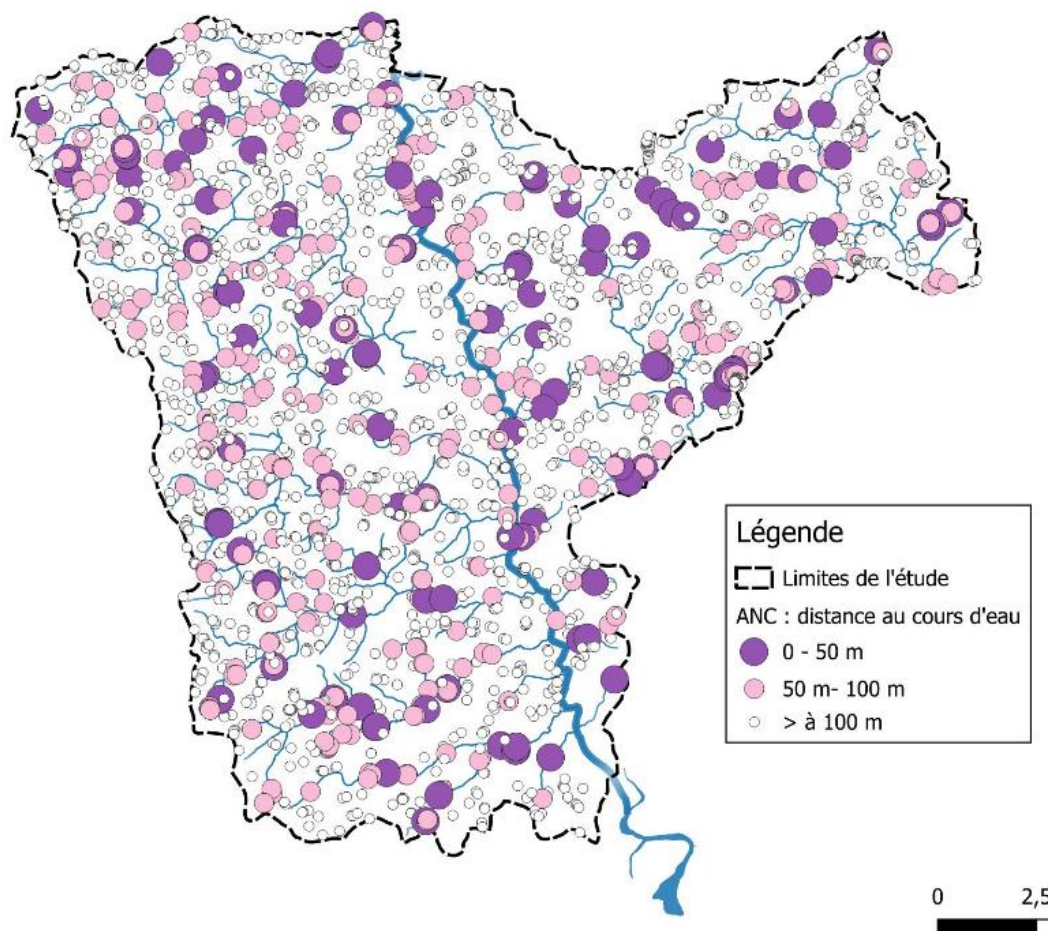 Légende
Limites de l'étude
ANC : distance au cours d'eau
0 - 50 m
50 m- 100 m
> à 100 m
0 2,5